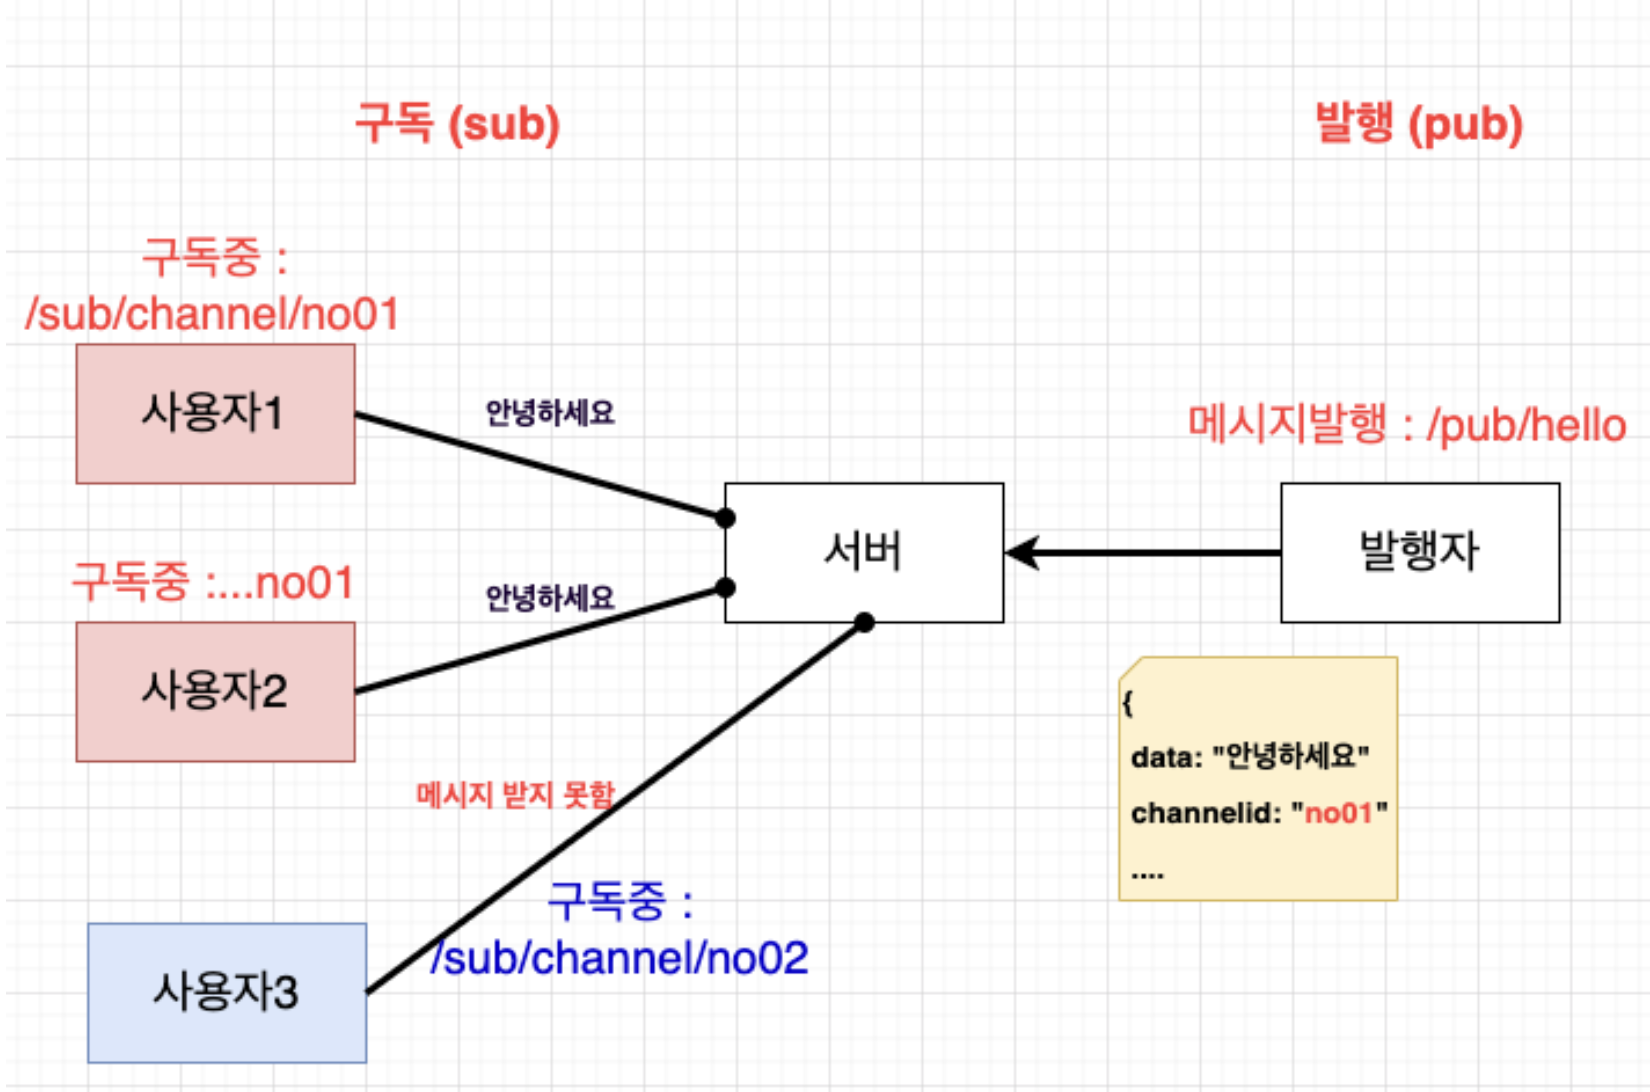 구독 (sub)
발행 (pub)
구독중 :
/sub/channel/no01
사용자1
안녕하세요
메시지발행 : /pub/hello
서버
발행자
구독중 :...no01
안녕하세요
사용자2
{
data: "안녕하세요"
channelid: "no01"
....
메시지 받지 못함
구독중 :
/sub/channel/no02
사용자3